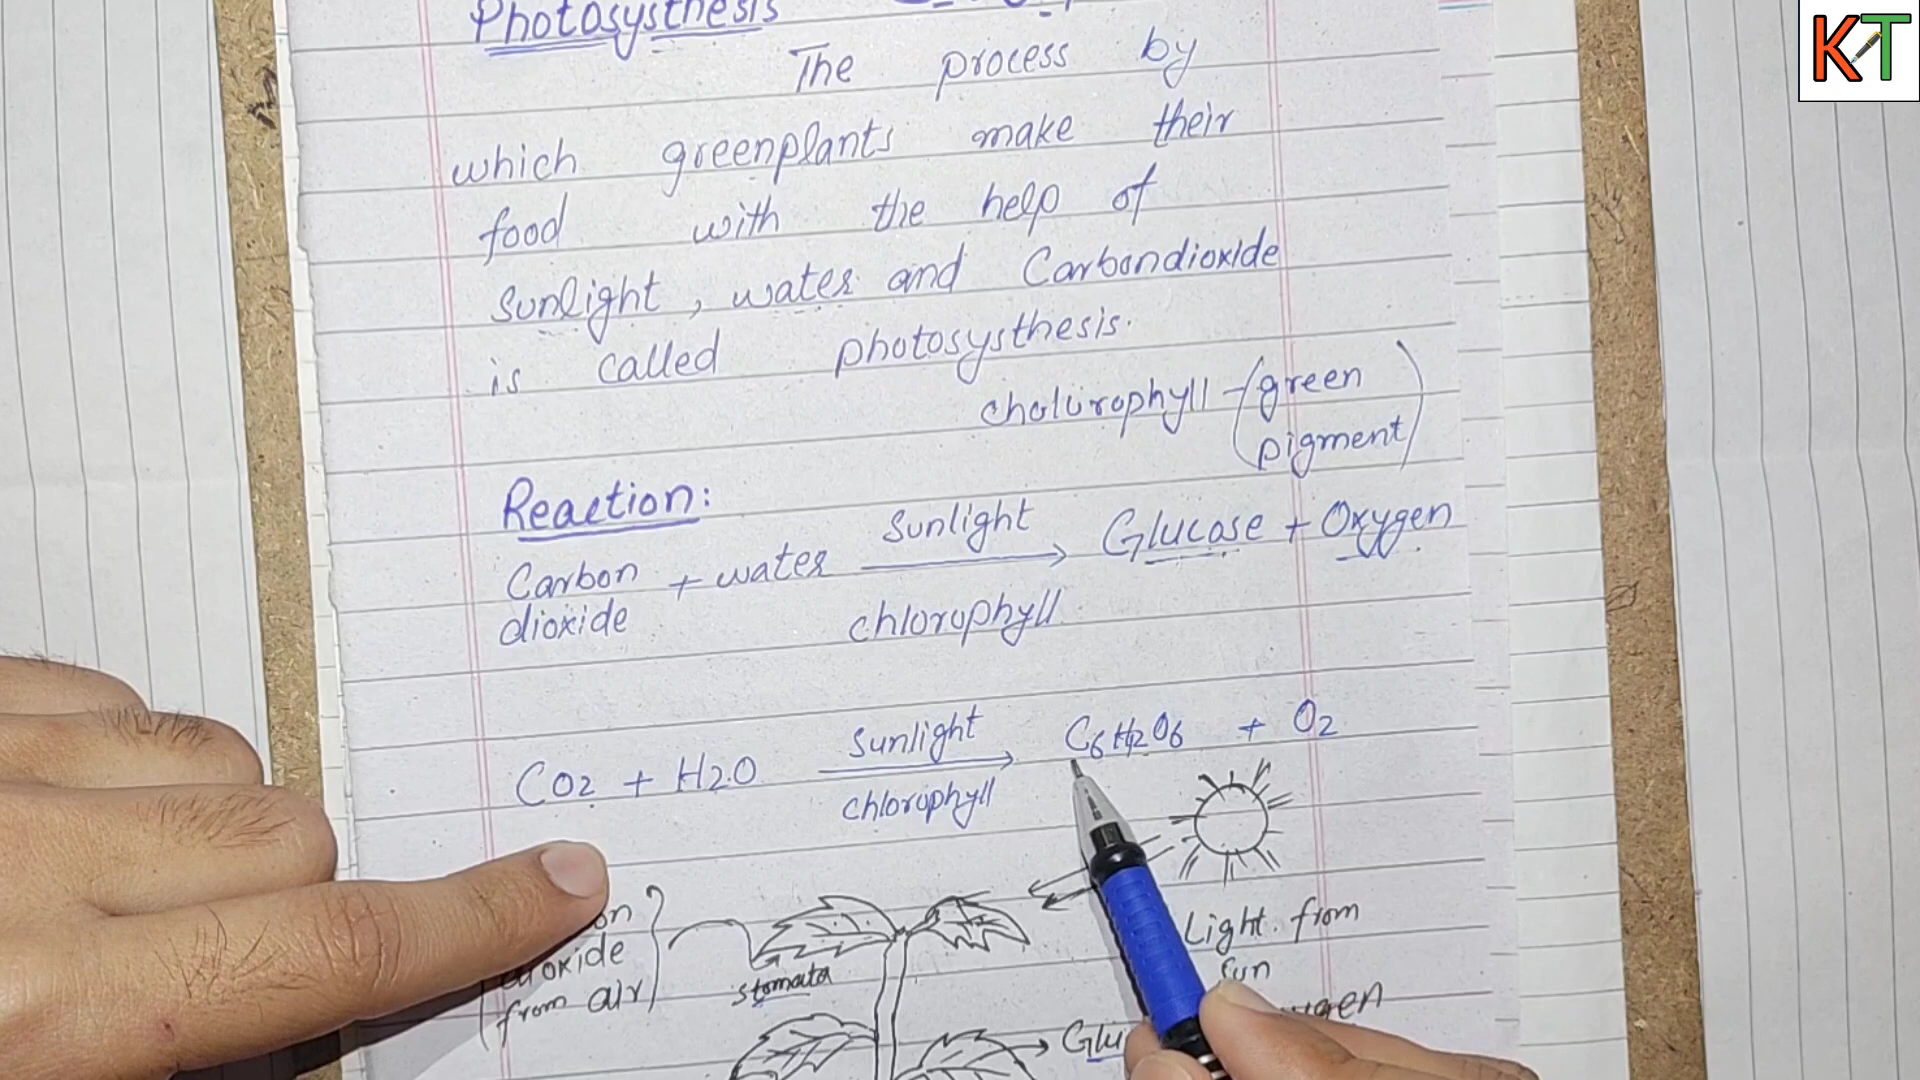 Photosysthesis
The process by
which greenplants make their
food with the help of
sunlight, water and Carbondioxide
is called photosysthesis.
cholurophyll (green
pigment)
Reaction:
Carbon dioxide + water Sunlight chlorophyll → Glucose + Oxygen
CO2 + H2O Sunlight chlorophyll → C6H12O6 + O2
Light from
sun
dioxide
from air
stomata
KT